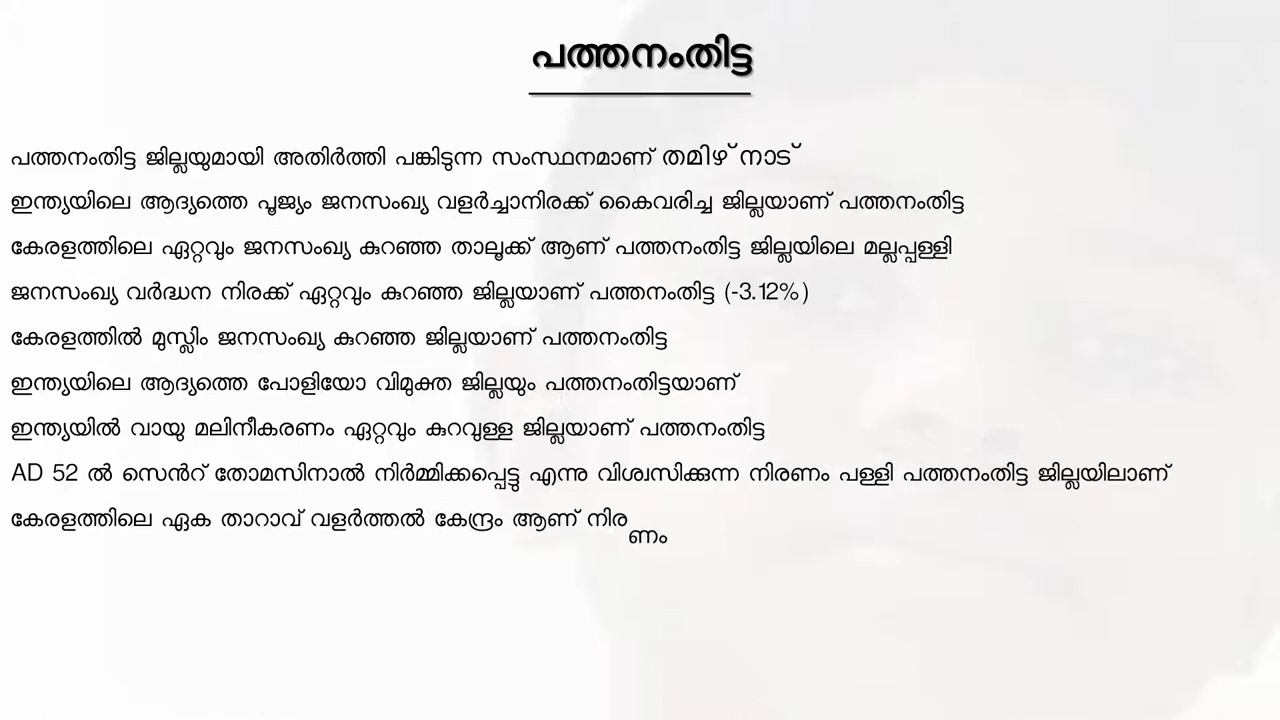 പത്തനംതിട്ട
പത്തനംതിട്ട ജില്ലയുമായി അതിർത്തി പങ്കിടുന്ന സംസ്ഥനമാണ് തമിഴ് നാട്
ഇന്ത്യയിലെ ആദ്യത്തെ പൂജ്യം ജനസംഖ്യ വളർച്ചാനിരക്ക് കൈവരിച്ച ജില്ലയാണ് പത്തനംതിട്ട
കേരളത്തിലെ ഏറ്റവും ജനസംഖ്യ കുറഞ്ഞ താലൂക്ക് ആണ് പത്തനംതിട്ട ജില്ലയിലെ മല്ലപ്പള്ളി
ജനസംഖ്യ വർദ്ധന നിരക്ക് ഏറ്റവും കുറഞ്ഞ ജില്ലയാണ് പത്തനംതിട്ട (-3.12%)
കേരളത്തിൽ മുസ്ലിം ജനസംഖ്യ കുറഞ്ഞ ജില്ലയാണ് പത്തനംതിട്ട
ഇന്ത്യയിലെ ആദ്യത്തെ പോളിയോ വിമുക്ത ജില്ലയും പത്തനംതിട്ടയാണ്
ഇന്ത്യയിൽ വായു മലിനീകരണം ഏറ്റവും കുറവുള്ള ജില്ലയാണ് പത്തനംതിട്ട
AD 52 ൽ സെൻറ് തോമസിനാൽ നിർമ്മിക്കപ്പെട്ടു എന്നു വിശ്വസിക്കുന്ന നിരണം പള്ളി പത്തനംതിട്ട ജില്ലയിലാണ്
കേരളത്തിലെ ഏക താറാവ് വളർത്തൽ കേന്ദ്രം ആണ് നിരണം